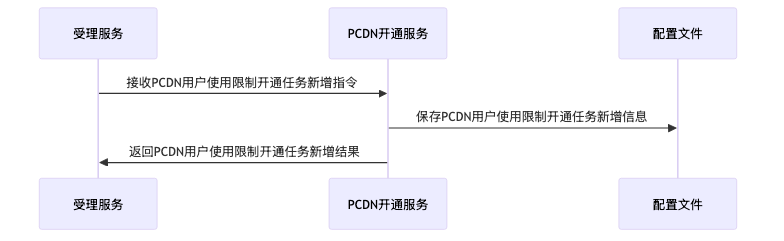 受理服务
PCDN开通服务
配置文件
接收PCDN用户使用限制开通任务新增指令
保存PCDN用户使用限制开通任务新增信息
返回PCDN用户使用限制开通任务新增结果
受理服务
PCDN开通服务
配置文件